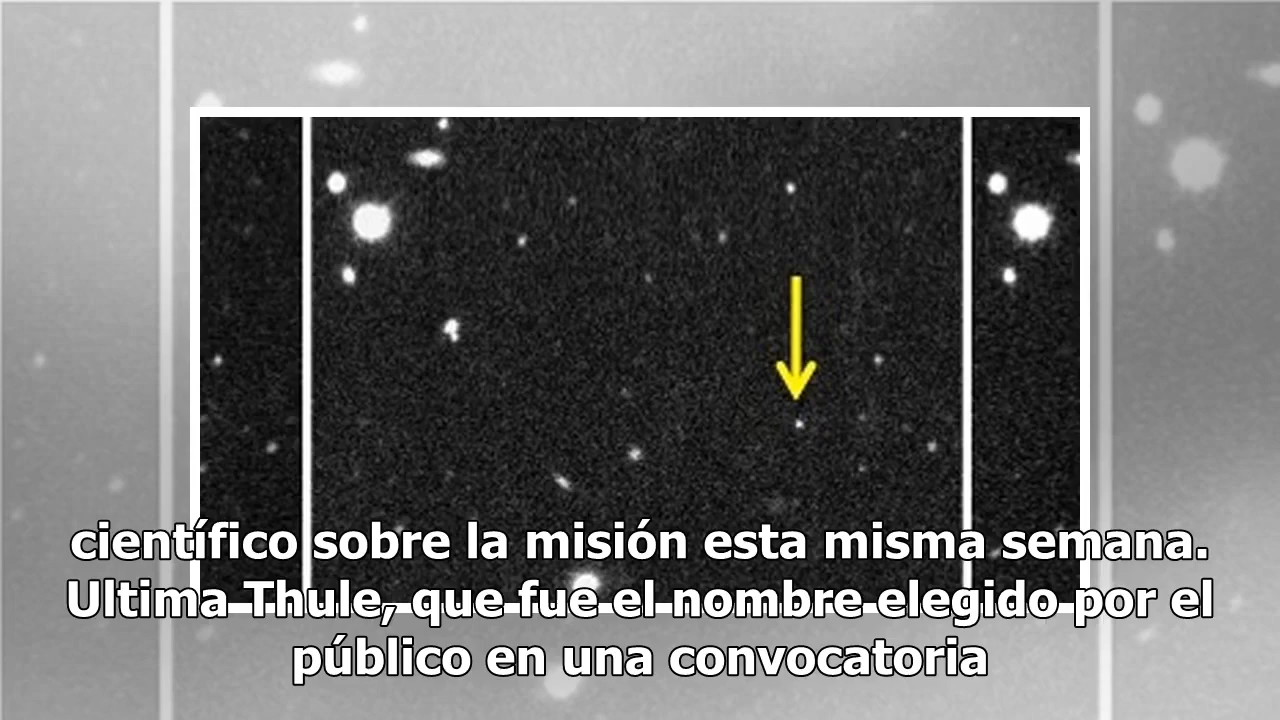 científico sobre la misión esta misma semana.
Ultima Thule, que fue el nombre elegido por el
público en una convocatoria